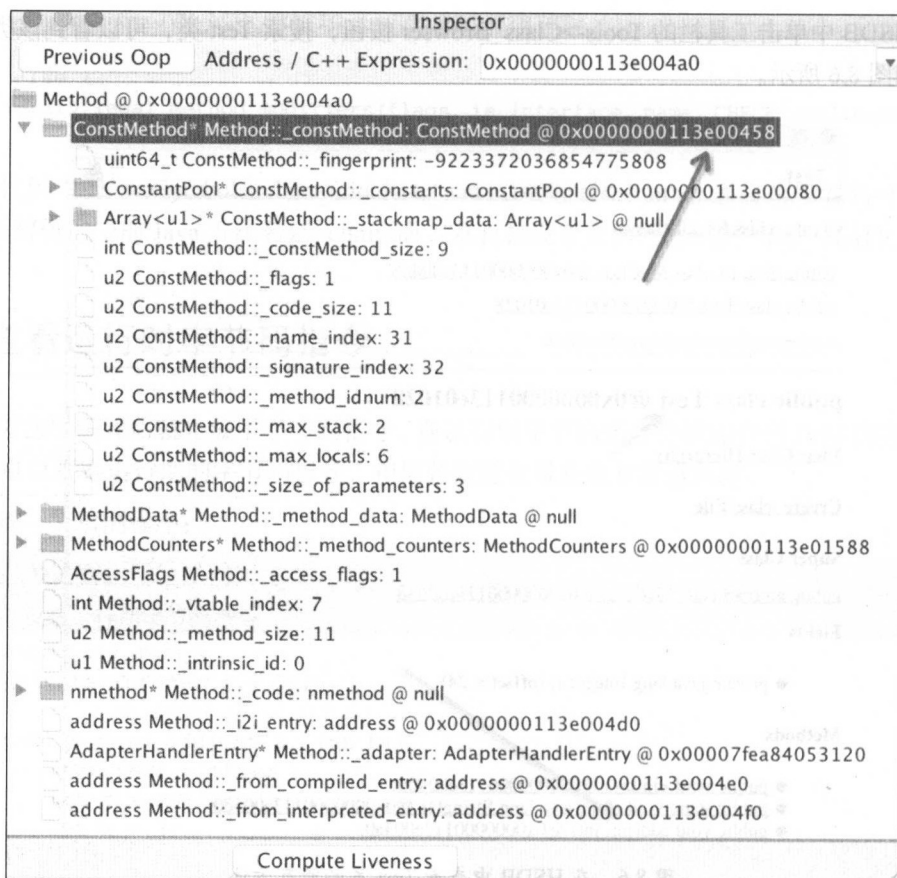 Inspector
Previous Oop Address / C++ Expression: 0x0000000113e004a0
Method @ 0x0000000113e004a0
ConstMethod* Method::_constMethod: ConstMethod @ 0x0000000113e00458
uint64_t ConstMethod::_fingerprint: -9223372036854775808
ConstantPool* ConstMethod::_constants: ConstantPool @ 0x0000000113e00080
Array<u1>* ConstMethod::_stackmap_data: Array<u1> @ null
int ConstMethod::_constMethod_size: 9
u2 ConstMethod::_flags: 1
u2 ConstMethod::_code_size: 11
u2 ConstMethod::_name_index: 31
u2 ConstMethod::_signature_index: 32
u2 ConstMethod::_method_idnum: 2
u2 ConstMethod::_max_stack: 2
u2 ConstMethod::_max_locals: 6
u2 ConstMethod::_size_of_parameters: 3
MethodData* Method::_method_data: MethodData @ null
MethodCounters* Method::_method_counters: MethodCounters @ 0x0000000113e01588
AccessFlags Method::_access_flags: 1
int Method::_vtable_index: 7
u2 Method::_method_size: 11
u1 Method::_intrinsic_id: 0
nmethod* Method::_code: nmethod @ null
address Method::_i2i_entry: address @ 0x0000000113e004d0
AdapterHandlerEntry* Method::_adapter: AdapterHandlerEntry @ 0x00007fea84053120
address Method::_from_compiled_entry: address @ 0x0000000113e004e0
address Method::_from_interpreted_entry: address @ 0x0000000113e004f0
Compute Liveness